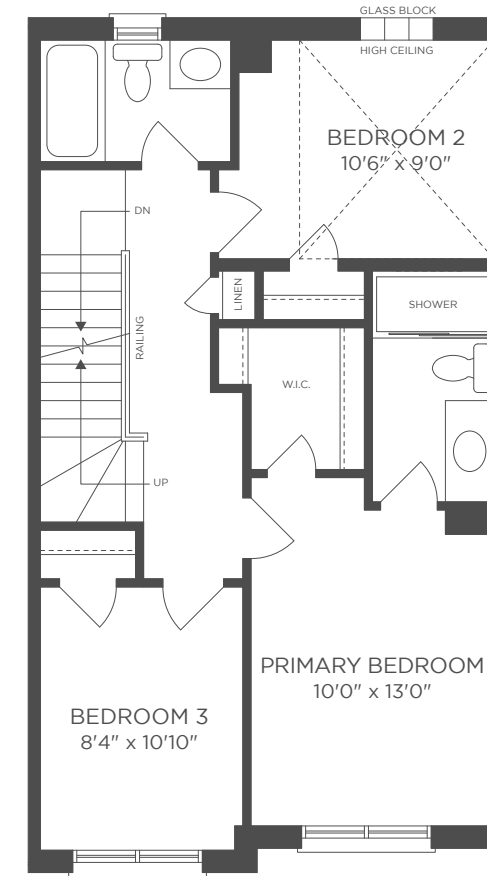 GLASS BLOCK
HIGH CEILING
BEDROOM 2
10'6" x 9'0"
DN
LINEN
SHOWER
RAILING
W.I.C.
UP
PRIMARY BEDROOM
10'0" x 13'0"
BEDROOM 3
8'4" x 10'10"